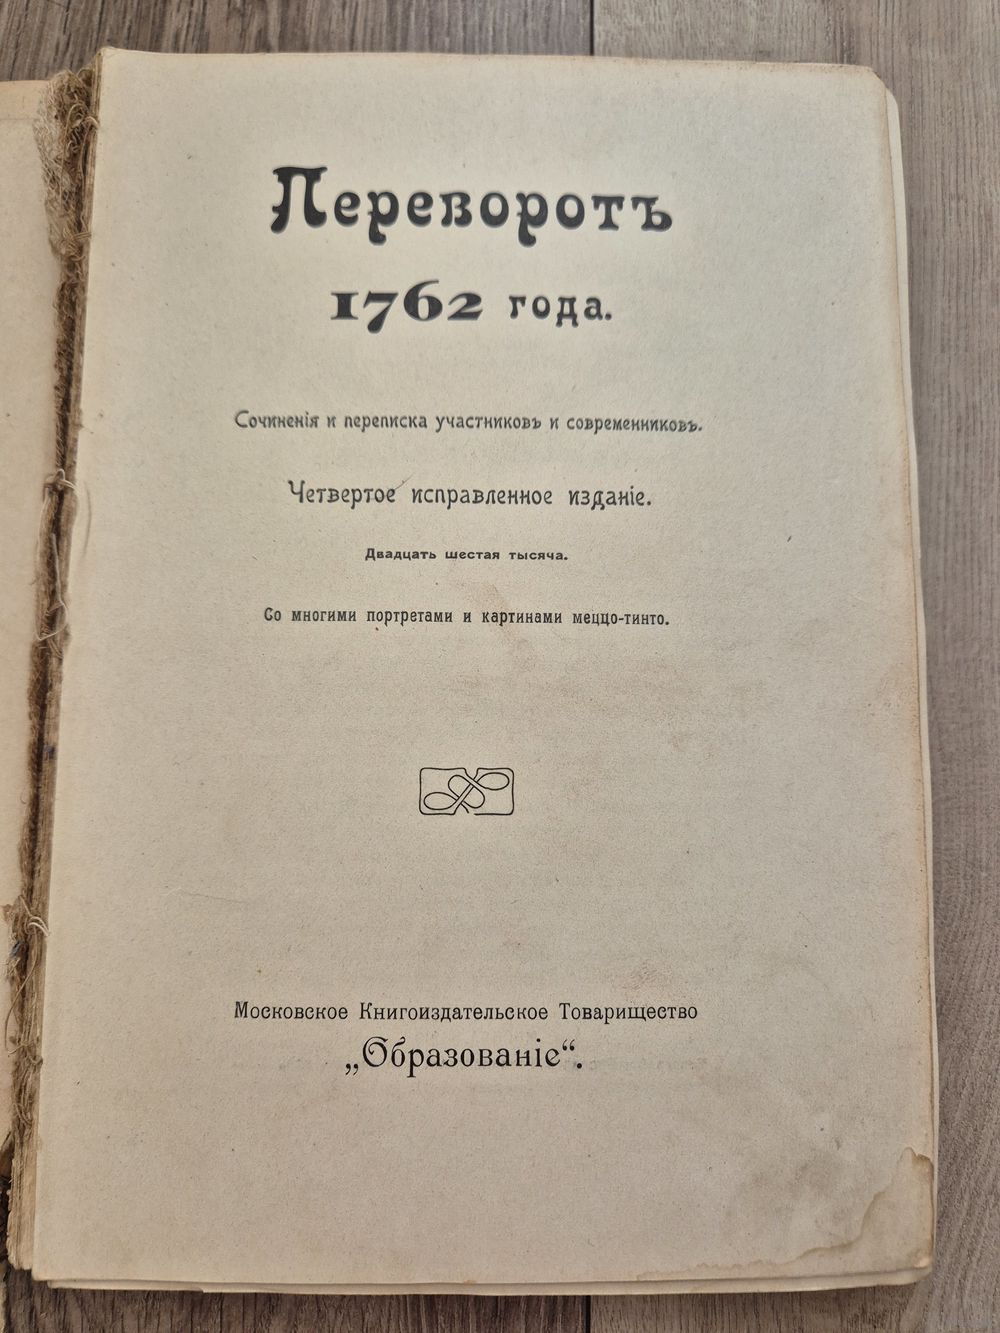 Переворотъ
1762 года.
Сочиненія и переписка участниковъ и современниковъ.
Четвертое исправленное изданіе.
Двадцать шестая тысяча.
Со многими портретами и картинами меццо-тинто.
Московское Книгоиздательское Товарищество
„Образованіе“.